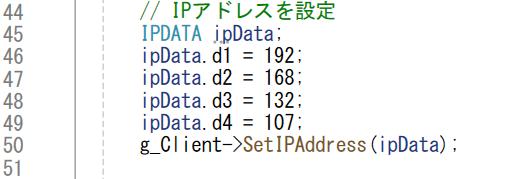 44 // IPアドレスを設定
45 IPDATA ipData;
46 ipData.d1 = 192;
47 ipData.d2 = 168;
48 ipData.d3 = 132;
49 ipData.d4 = 107;
50 g_Client->SetIPAddress(ipData);
51